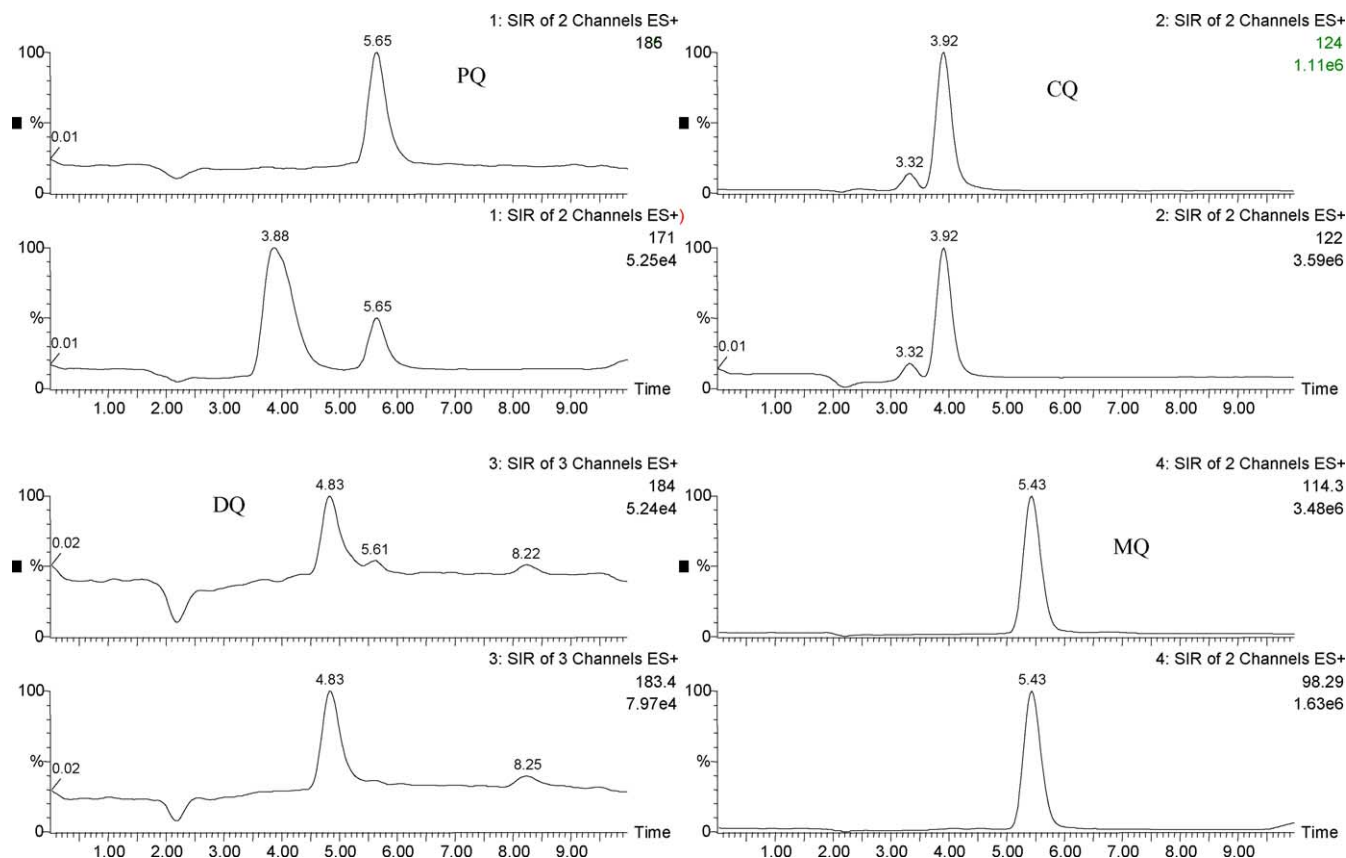 1: SIR of 2 Channels ES+
186
5.65
100
PQ
%
0.01
0
1: SIR of 2 Channels ES+)
171
5.25e4
3.88
100
5.65
%
0.01
0
Time
1.00 2.00 3.00 4.00 5.00 6.00 7.00 8.00 9.00
2: SIR of 2 Channels ES+
124
1.11e6
3.92
100
CQ
%
3.32
0
2: SIR of 2 Channels ES+
122
3.59e6
3.92
100
%
0.01
3.32
0
Time
1.00 2.00 3.00 4.00 5.00 6.00 7.00 8.00 9.00
3: SIR of 3 Channels ES+
184
5.24e4
4.83
100
DQ
0.02
5.61
8.22
%
0
3: SIR of 3 Channels ES+
183.4
7.97e4
4.83
100
%
0.02
8.25
0
Time
1.00 2.00 3.00 4.00 5.00 6.00 7.00 8.00 9.00
4: SIR of 2 Channels ES+
114.3
3.48e6
5.43
100
MQ
%
0
4: SIR of 2 Channels ES+
98.29
1.63e6
5.43
100
%
0
Time
1.00 2.00 3.00 4.00 5.00 6.00 7.00 8.00 9.00